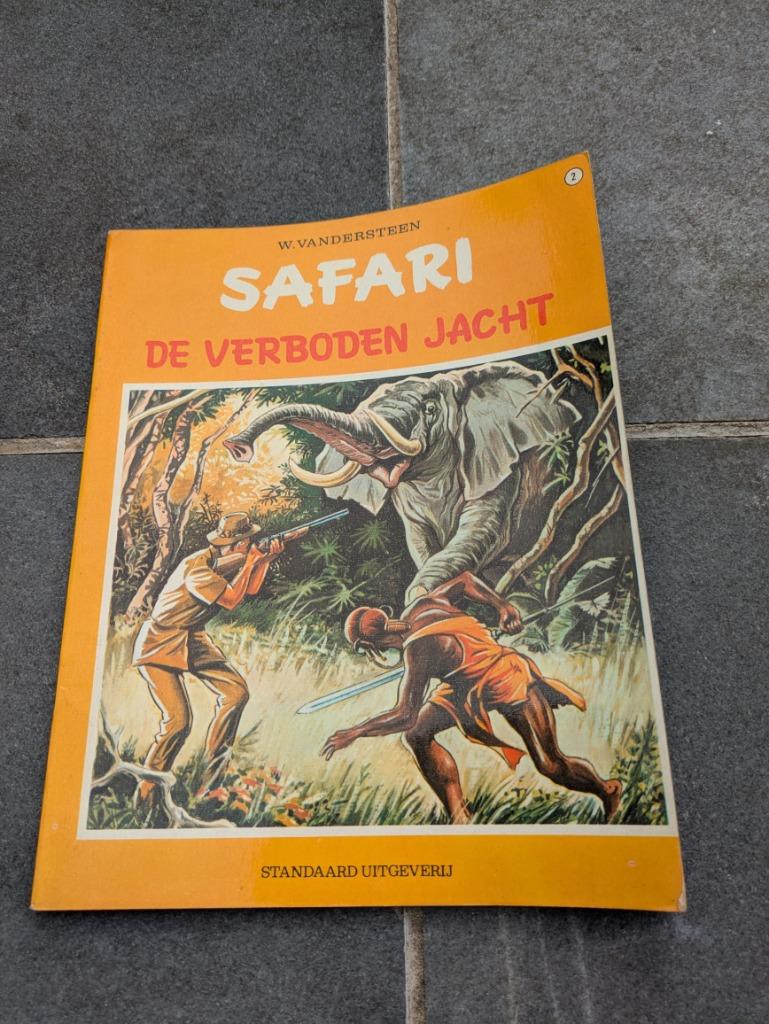 2
W. VANDERSTEEN
SAFARI
DE VERBODEN JACHT
STANDAARD UITGEVERIJ